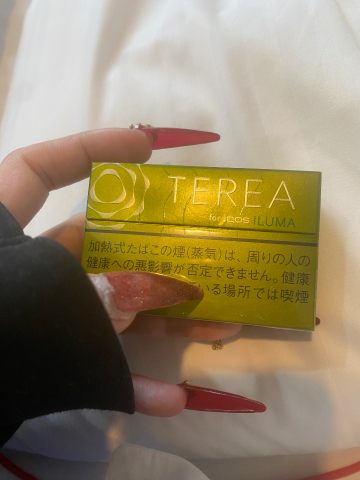 TEREA
for IQOS ILUMA
加熱式たばこの煙(蒸気)は、周りの人の
健康への悪影響が否定できません。健康
いる場所では喫煙